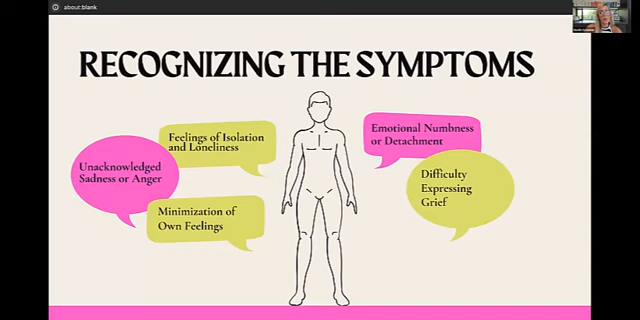 about:blank
RECOGNIZING THE SYMPTOMS
Feelings of Isolation
and Loneliness
Unacknowledged
Sadness or Anger
Minimization of
Own Feelings
Emotional Numbness
or Detachment
Difficulty
Expressing
Grief